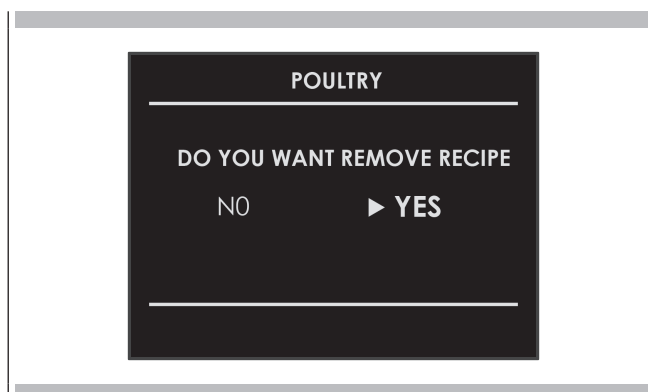 POULTRY
DO YOU WANT REMOVE RECIPE
N0 ▶ YES